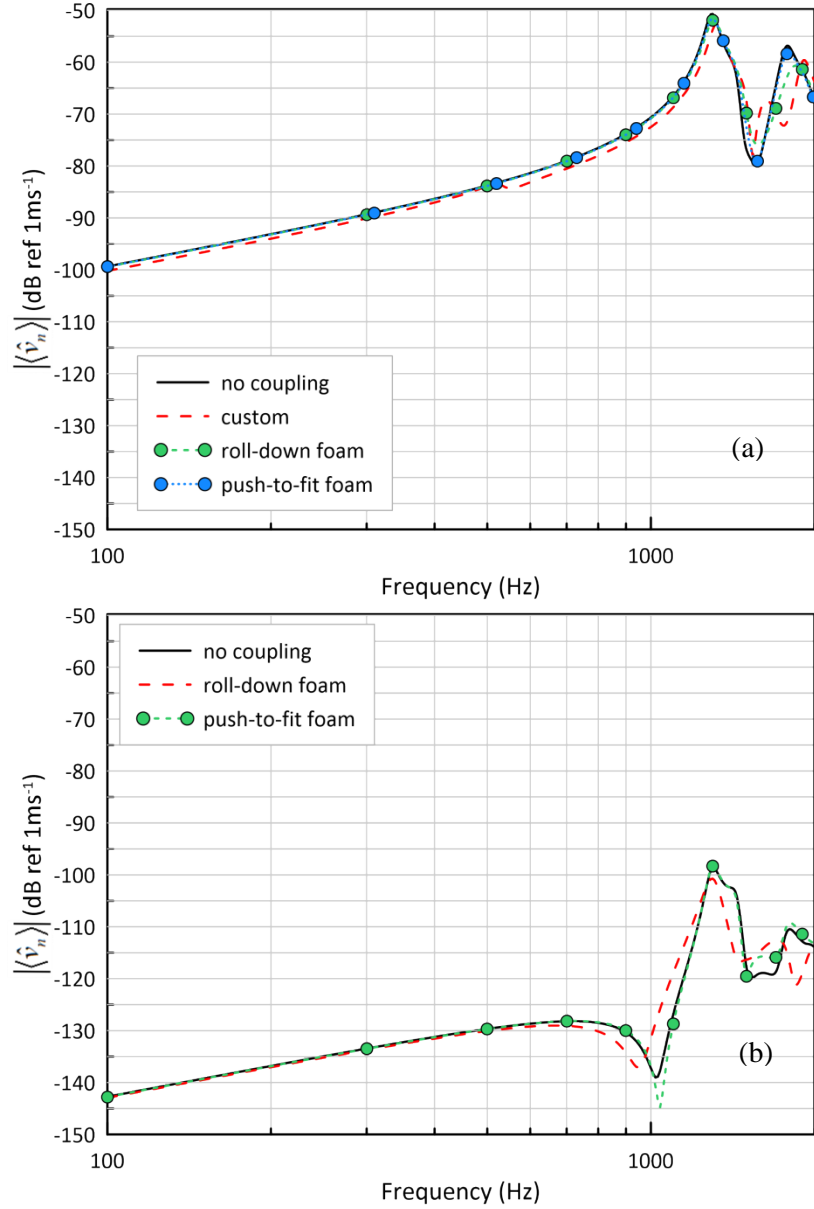 -50
-60
-70
-80
-90
-100
-110
-120
-130
-140
-150
|⟨v̂ₙ⟩| (dB ref 1ms⁻¹)
no coupling
custom
roll-down foam
push-to-fit foam
(a)
100
1000
Frequency (Hz)
-50
-60
-70
-80
-90
-100
-110
-120
-130
-140
-150
|⟨v̂ₙ⟩| (dB ref 1ms⁻¹)
no coupling
roll-down foam
push-to-fit foam
(b)
100
1000
Frequency (Hz)